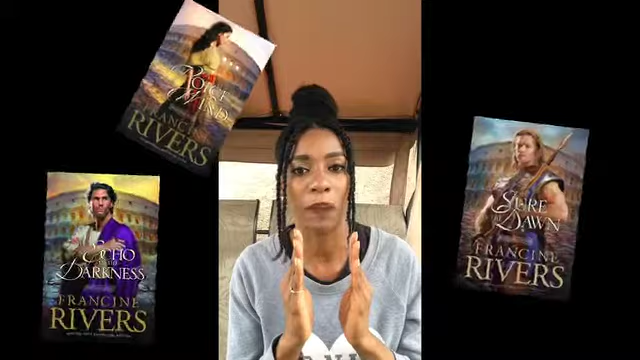 A
VOICE
in the
WIND
FRANCINE
RIVERS
AN
ECHO
in the
DARKNESS
FRANCINE
RIVERS
As
SURE
as the
DAWN
FRANCINE
RIVERS